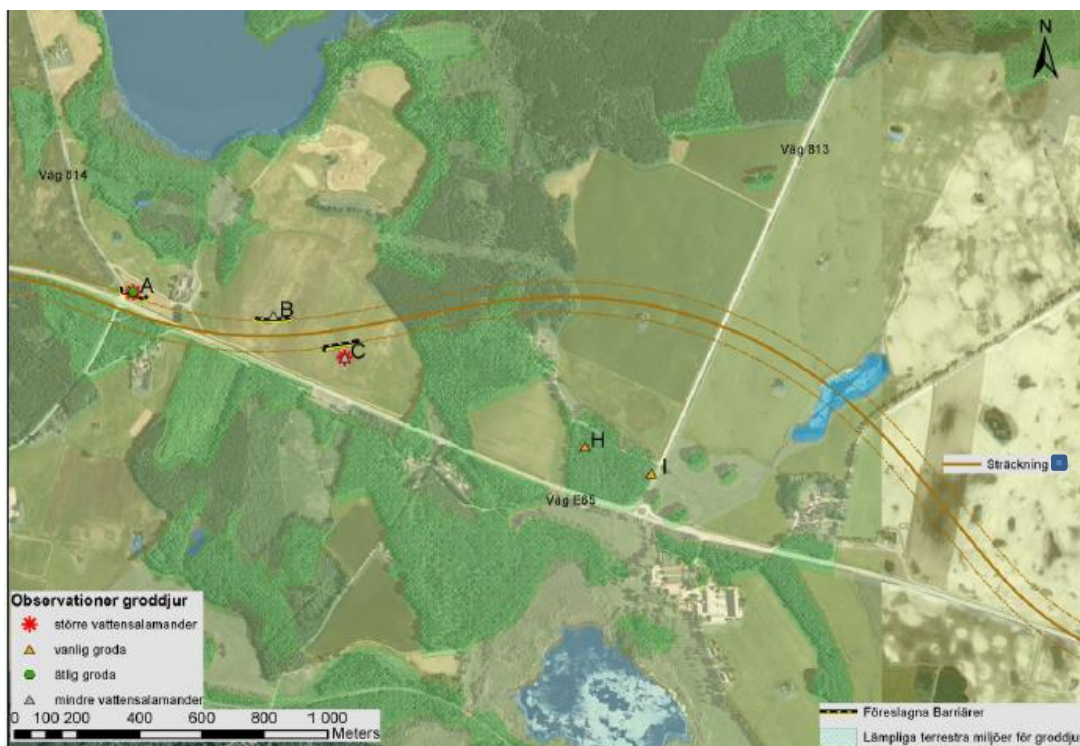 N
Väg 813
Väg 814
A
B
C
H
I
Sträckning
Väg E65
Observationer groddjur
större vattensalamander
vanlig groda
ätlig groda
mindre vattensalamander
0 100 200 400 600 800 1 000
Meters
Föreslagna Barriärer
Lämpliga terrestra miljöer för groddju